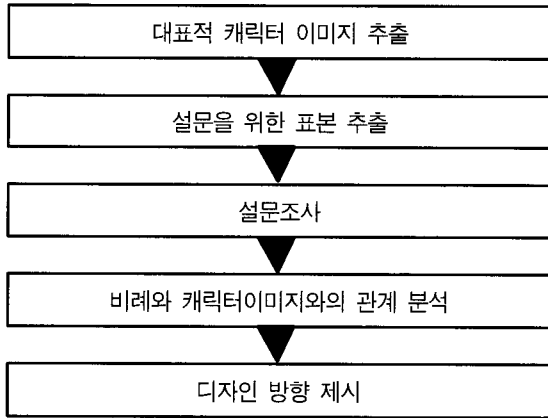 대표적 캐릭터 이미지 추출
설문을 위한 표본 추출
설문조사
비례와 캐릭터이미지와의 관계 분석
디자인 방향 제시